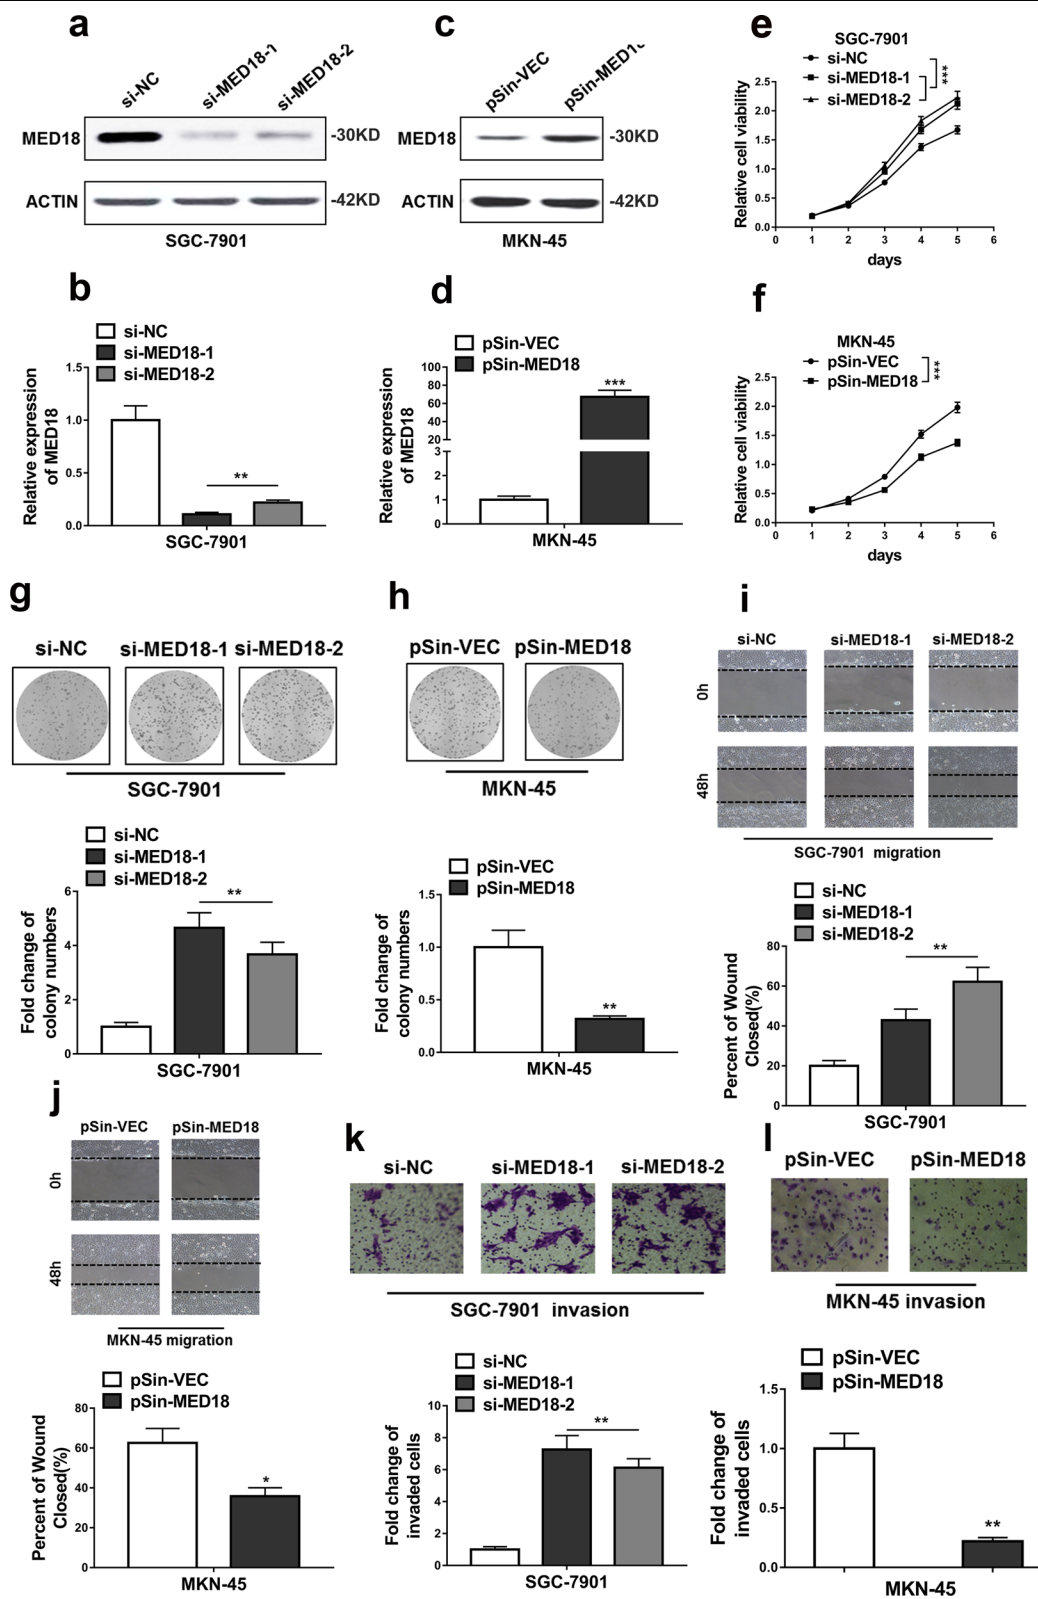 a
si-NC
si-MED18-1
si-MED18-2
MED18
-30KD
ACTIN
-42KD
SGC-7901
c
pSin-VEC
MED18
-30KD
ACTIN
-42KD
MKN-45
e
SGC-7901
si-NC
si-MED18-1
si-MED18-2
***
Relative cell viability
2.5
2.0
1.5
1.0
0.5
0.0
0 1 2 3 4 5 6
days
b
si-NC
si-MED18-1
si-MED18-2
Relative expression
of MED18
1.5
1.0
0.5
0.0
**
SGC-7901
d
pSin-VEC
pSin-MED18
Relative expression
of MED18
100
80
60
40
20
3
2
1
0
***
MKN-45
f
MKN-45
pSin-VEC
pSin-MED18
***
Relative cell viability
2.5
2.0
1.5
1.0
0.5
0.0
0 1 2 3 4 5 6
days
g
si-NC si-MED18-1 si-MED18-2
SGC-7901
si-NC
si-MED18-1
si-MED18-2
Fold change of
colony numbers
6
4
2
0
**
SGC-7901
h
pSin-VEC pSin-MED18
MKN-45
pSin-VEC
pSin-MED18
Fold change of
colony numbers
1.5
1.0
0.5
0.0
**
MKN-45
i
si-NC si-MED18-1 si-MED18-2
0h
48h
SGC-7901 migration
si-NC
si-MED18-1
si-MED18-2
Percent of Wound
Closed(%)
80
60
40
20
0
**
SGC-7901
j
pSin-VEC pSin-MED18
0h
48h
MKN-45 migration
pSin-VEC
pSin-MED18
Percent of Wound
Closed(%)
80
60
40
20
0
*
MKN-45
k
si-NC si-MED18-1 si-MED18-2
SGC-7901 invasion
si-NC
si-MED18-1
si-MED18-2
Fold change of
invaded cells
10
8
6
4
2
0
**
SGC-7901
l
pSin-VEC pSin-MED18
MKN-45 invasion
pSin-VEC
pSin-MED18
Fold change of
invaded cells
1.5
1.0
0.5
0.0
**
MKN-45